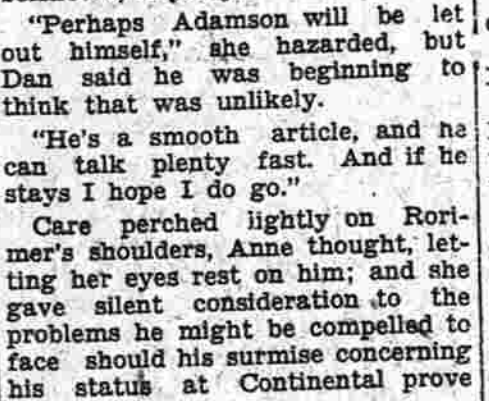 "Perhaps Adamson will be let
out himself," she hazarded, but
Dan said he was beginning to
think that was unlikely.
"He's a smooth article, and he
can talk plenty fast. And if he
stays I hope I do go."
Care perched lightly on Rori-
mer's shoulders, Anne thought, let-
ting her eyes rest on him; and she
gave silent consideration to the
problems he might be compelled to
face should his surmise concerning
his status at Continental prove